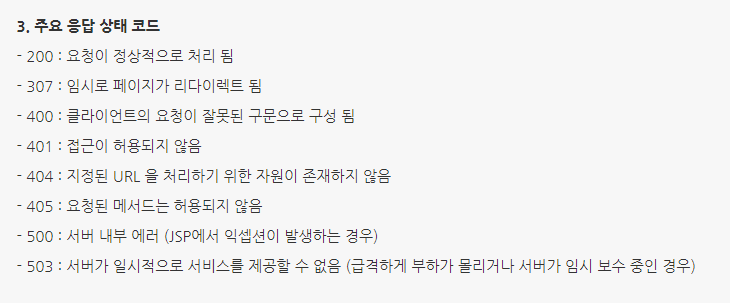 3. 주요 응답 상태 코드
- 200 : 요청이 정상적으로 처리 됨
- 307 : 임시로 페이지가 리다이렉트 됨
- 400 : 클라이언트의 요청이 잘못된 구문으로 구성 됨
- 401 : 접근이 허용되지 않음
- 404 : 지정된 URL 을 처리하기 위한 자원이 존재하지 않음
- 405 : 요청된 메서드는 허용되지 않음
- 500 : 서버 내부 에러 (JSP에서 익셉션이 발생하는 경우)
- 503 : 서버가 일시적으로 서비스를 제공할 수 없음 (급격하게 부하가 몰리거나 서버가 임시 보수 중인 경우)